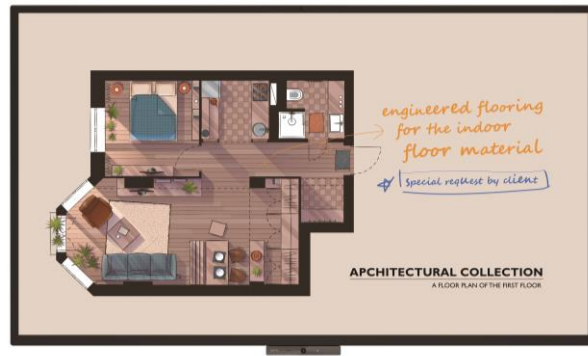 engineered flooring
for the indoor
floor material
Special request by client
APCHITECTURAL COLLECTION
A FLOOR PLAN OF THE FIRST FLOOR